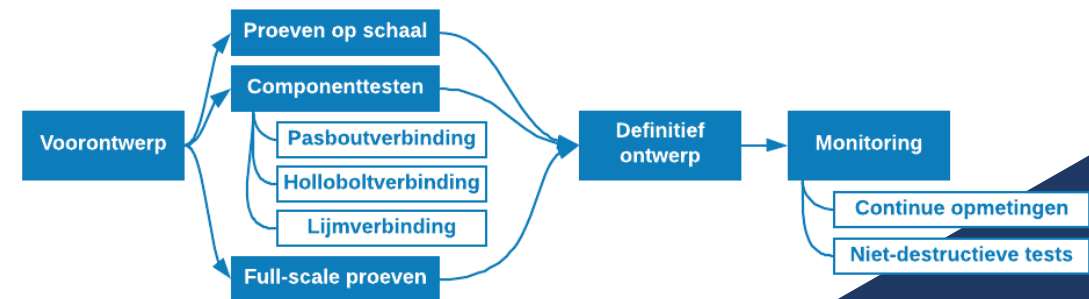 Voorontwerp
Proeven op schaal
Componenttesten
Pasboutverbinding
Holloboltverbinding
Lijmverbinding
Full-scale proeven
Definitief
ontwerp
Monitoring
Continue opmetingen
Niet-destructieve tests